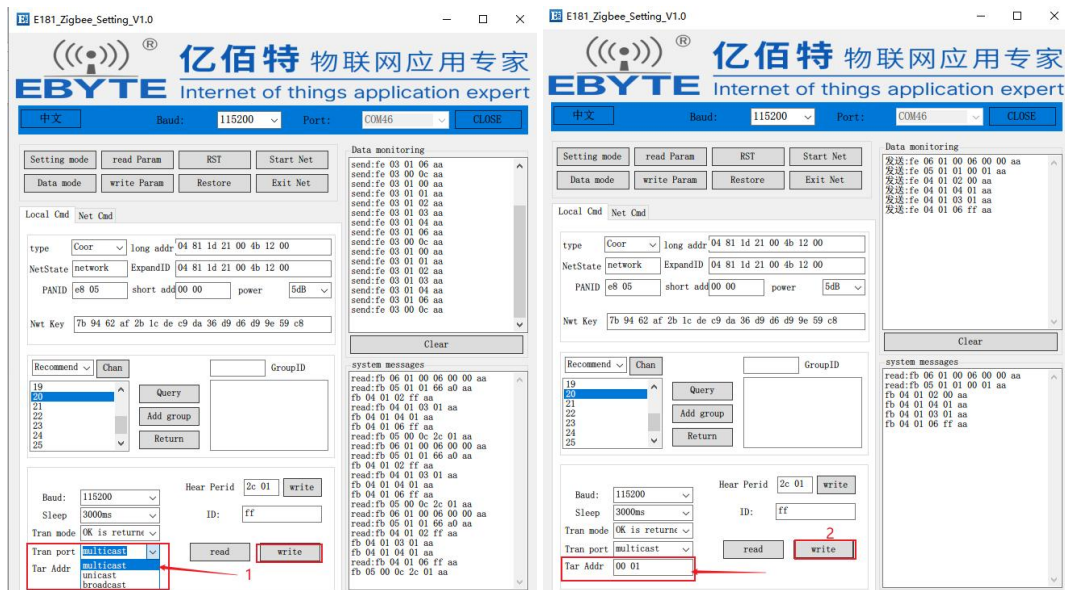 E181_Zigbee_Setting_V1.0
®
亿佰特 物联网应用专家
EBYTE Internet of things application expert
中文 Baud: 115200 Port: COM46 CLOSE
Setting mode read Param RST Start Net
Data mode write Param Restore Exit Net
Local Cmd Net Cmd
type Coor long addr 04 81 1d 21 00 4b 12 00
NetState network ExpandID 04 81 1d 21 00 4b 12 00
PANID e8 05 short add 00 00 power 5dB
Nwt Key 7b 94 62 af 2b 1c de c9 da 36 d9 d6 d9 9e 59 c8
Recommend Chan GroupID
19
20
21
22
23
24
25
Query
Add group
Return
Baud: 115200 Hear Perid 2c 01 write
Sleep 3000ms ID: ff
Tran mode OK is returne
Tran port multicast read write
multicast
Tar Addr unicast
broadcast
1
Data monitoring
send:fe 03 01 06 aa
send:fe 03 00 0c aa
send:fe 03 01 00 aa
send:fe 03 01 01 aa
send:fe 03 01 02 aa
send:fe 03 01 03 aa
send:fe 03 01 04 aa
send:fe 03 01 06 aa
send:fe 03 00 0c aa
send:fe 03 01 00 aa
send:fe 03 01 01 aa
send:fe 03 01 02 aa
send:fe 03 01 03 aa
send:fe 03 01 04 aa
send:fe 03 01 06 aa
send:fe 03 00 0c aa
Clear
system messages
read:fb 06 01 00 06 00 00 aa
read:fb 05 01 01 66 a0 aa
fb 04 01 02 ff aa
read:fb 04 01 03 01 aa
fb 04 01 04 01 aa
fb 04 01 06 ff aa
read:fb 05 00 0c 2c 01 aa
read:fb 06 01 00 06 00 00 aa
read:fb 05 01 01 66 a0 aa
fb 04 01 02 ff aa
read:fb 04 01 03 01 aa
fb 04 01 04 01 aa
fb 04 01 06 ff aa
read:fb 05 00 0c 2c 01 aa
read:fb 06 01 00 06 00 00 aa
read:fb 05 01 01 66 a0 aa
read:fb 04 01 02 ff aa
fb 04 01 03 01 aa
fb 04 01 04 01 aa
read:fb 04 01 06 ff aa
fb 05 00 0c 2c 01 aa
E181_Zigbee_Setting_V1.0
®
亿佰特 物联网应用专家
EBYTE Internet of things application expert
中文 Baud: 115200 Port: COM46 CLOSE
Setting mode read Param RST Start Net
Data mode write Param Restore Exit Net
Local Cmd Net Cmd
type Coor long addr 04 81 1d 21 00 4b 12 00
NetState network ExpandID 04 81 1d 21 00 4b 12 00
PANID e8 05 short add 00 00 power 5dB
Nwt Key 7b 94 62 af 2b 1c de c9 da 36 d9 d6 d9 9e 59 c8
Recommend Chan GroupID
19
20
21
22
23
24
25
Query
Add group
Return
Baud: 115200 Hear Perid 2c 01 write
Sleep 3000ms ID: ff
Tran mode OK is returne
2
Tran port multicast read write
Tar Addr 00 01
Data monitoring
发送:fe 06 01 00 06 00 00 aa
发送:fe 05 01 01 00 01 aa
发送:fe 04 01 02 00 aa
发送:fe 04 01 04 01 aa
发送:fe 04 01 03 01 aa
发送:fe 04 01 06 ff aa
Clear
system messages
read:fb 06 01 00 06 00 00 aa
read:fb 05 01 01 00 01 aa
fb 04 01 02 00 aa
fb 04 01 04 01 aa
fb 04 01 03 01 aa
fb 04 01 06 ff aa